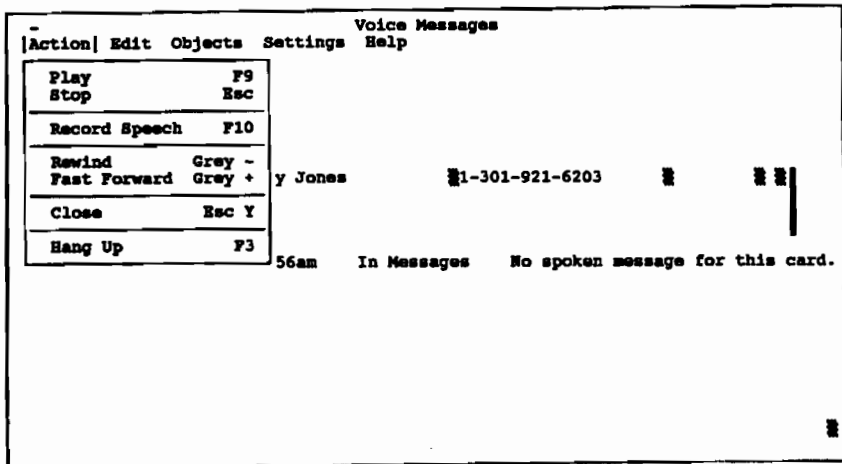 Voice Messages
|Action| Edit Objects Settings Help
Play F9
Stop Esc
Record Speech F10
Rewind Grey -
Fast Forward Grey +
y Jones 1-301-921-6203
Close Esc Y
Hang Up F3
56am In Messages No spoken message for this card.